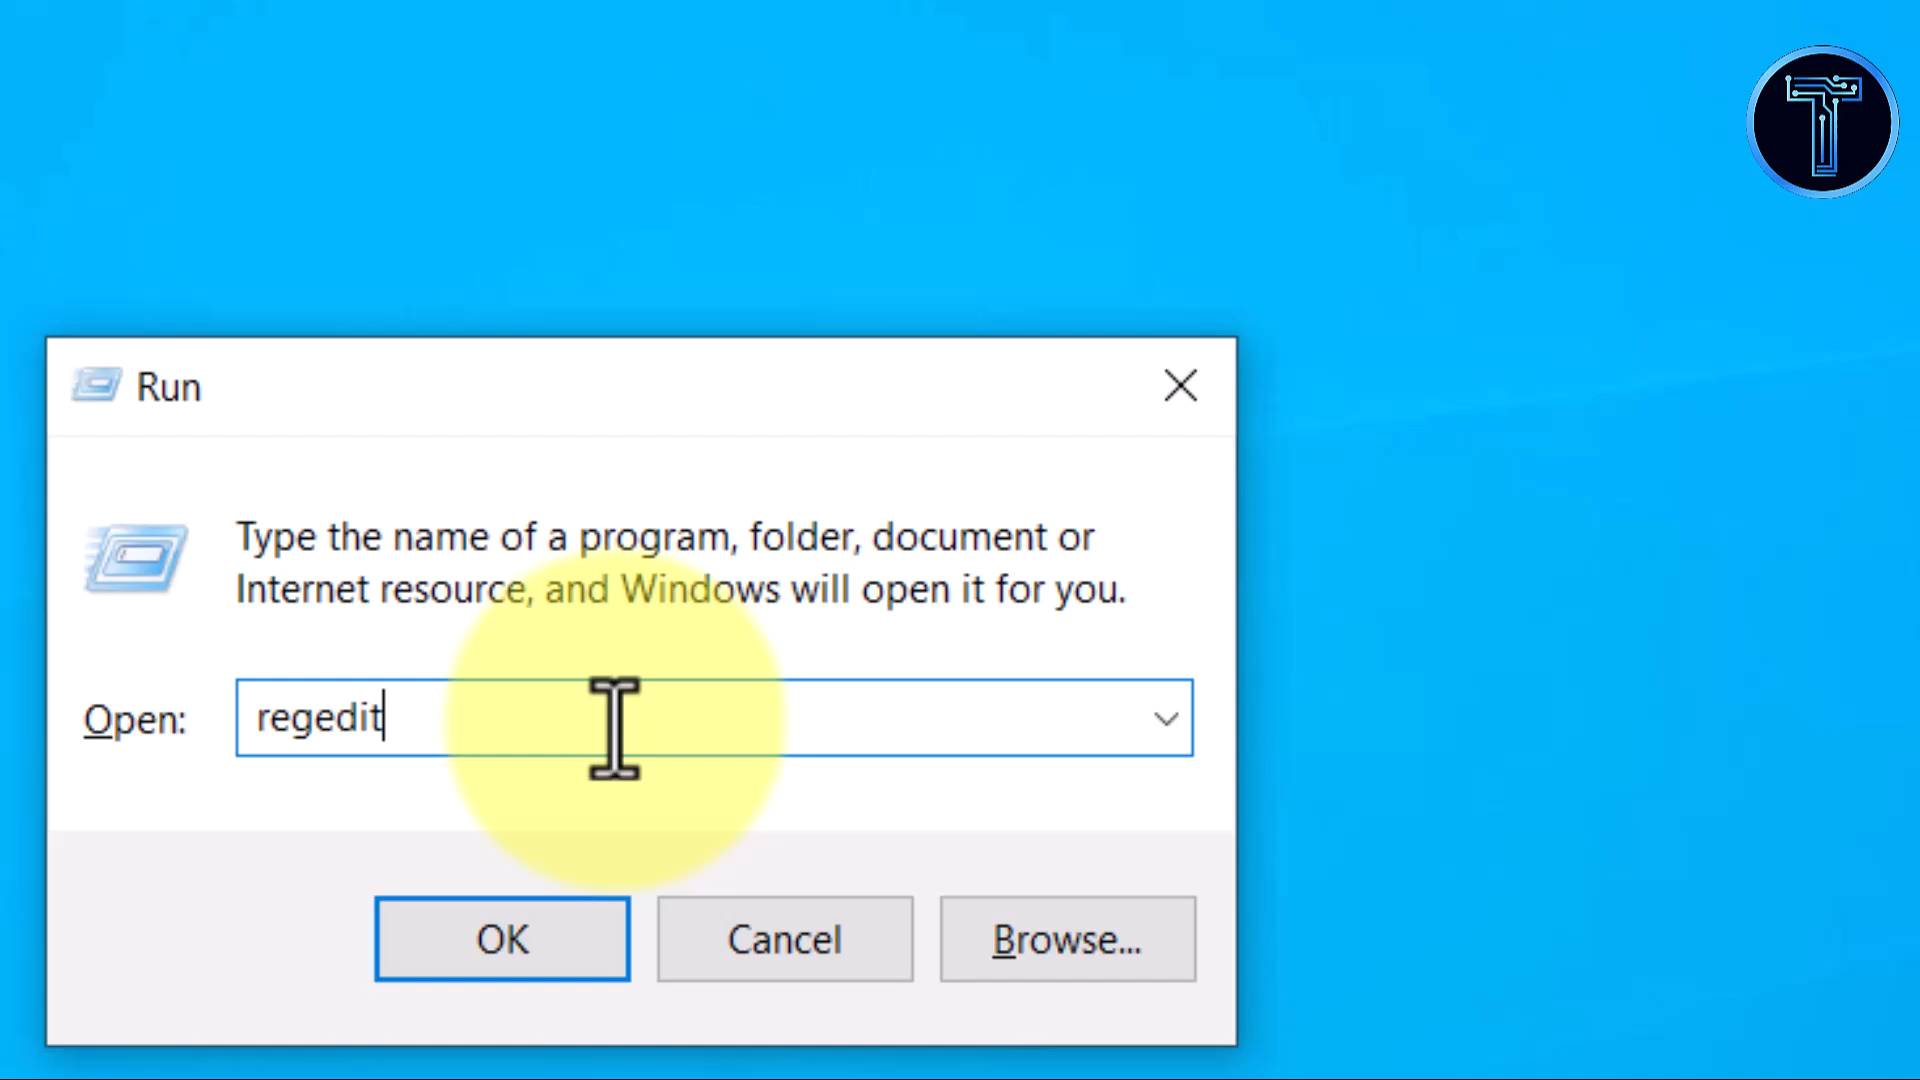 T
Run
Type the name of a program, folder, document or
Internet resource, and Windows will open it for you.
Open: regedit
OK Cancel Browse...